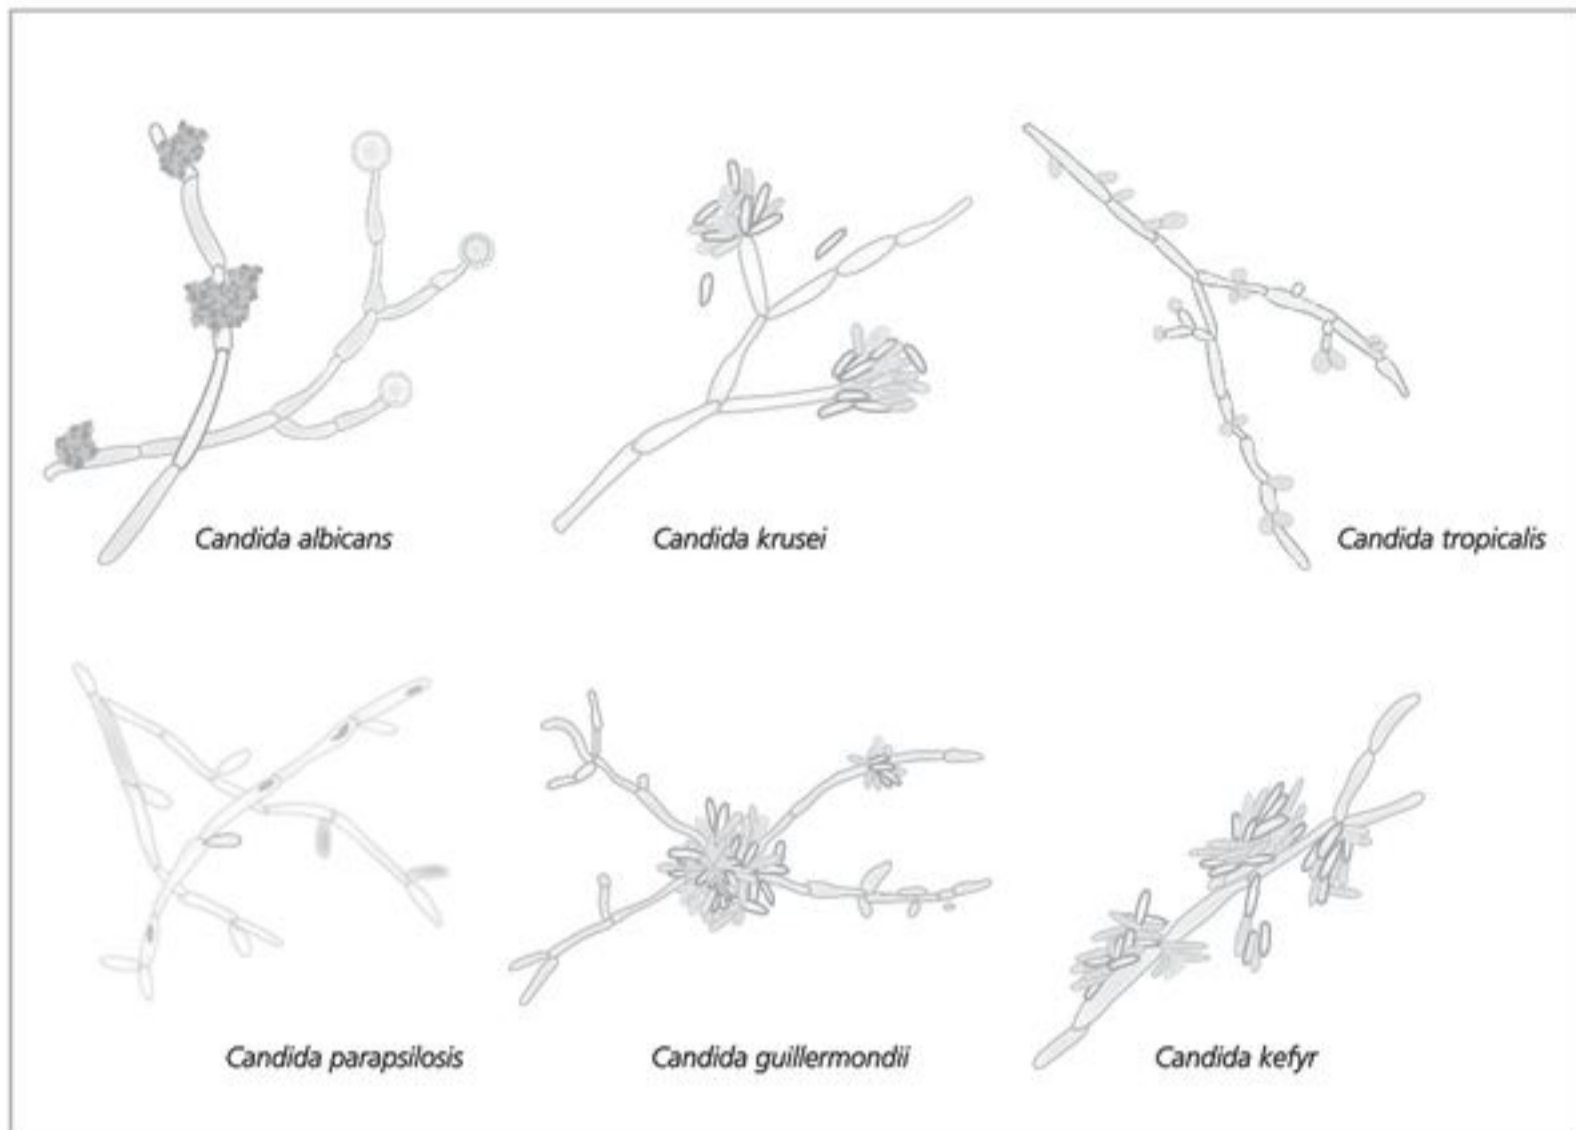 Candida albicans
Candida krusei
Candida tropicalis
Candida parapsilosis
Candida guillermondii
Candida kefyr